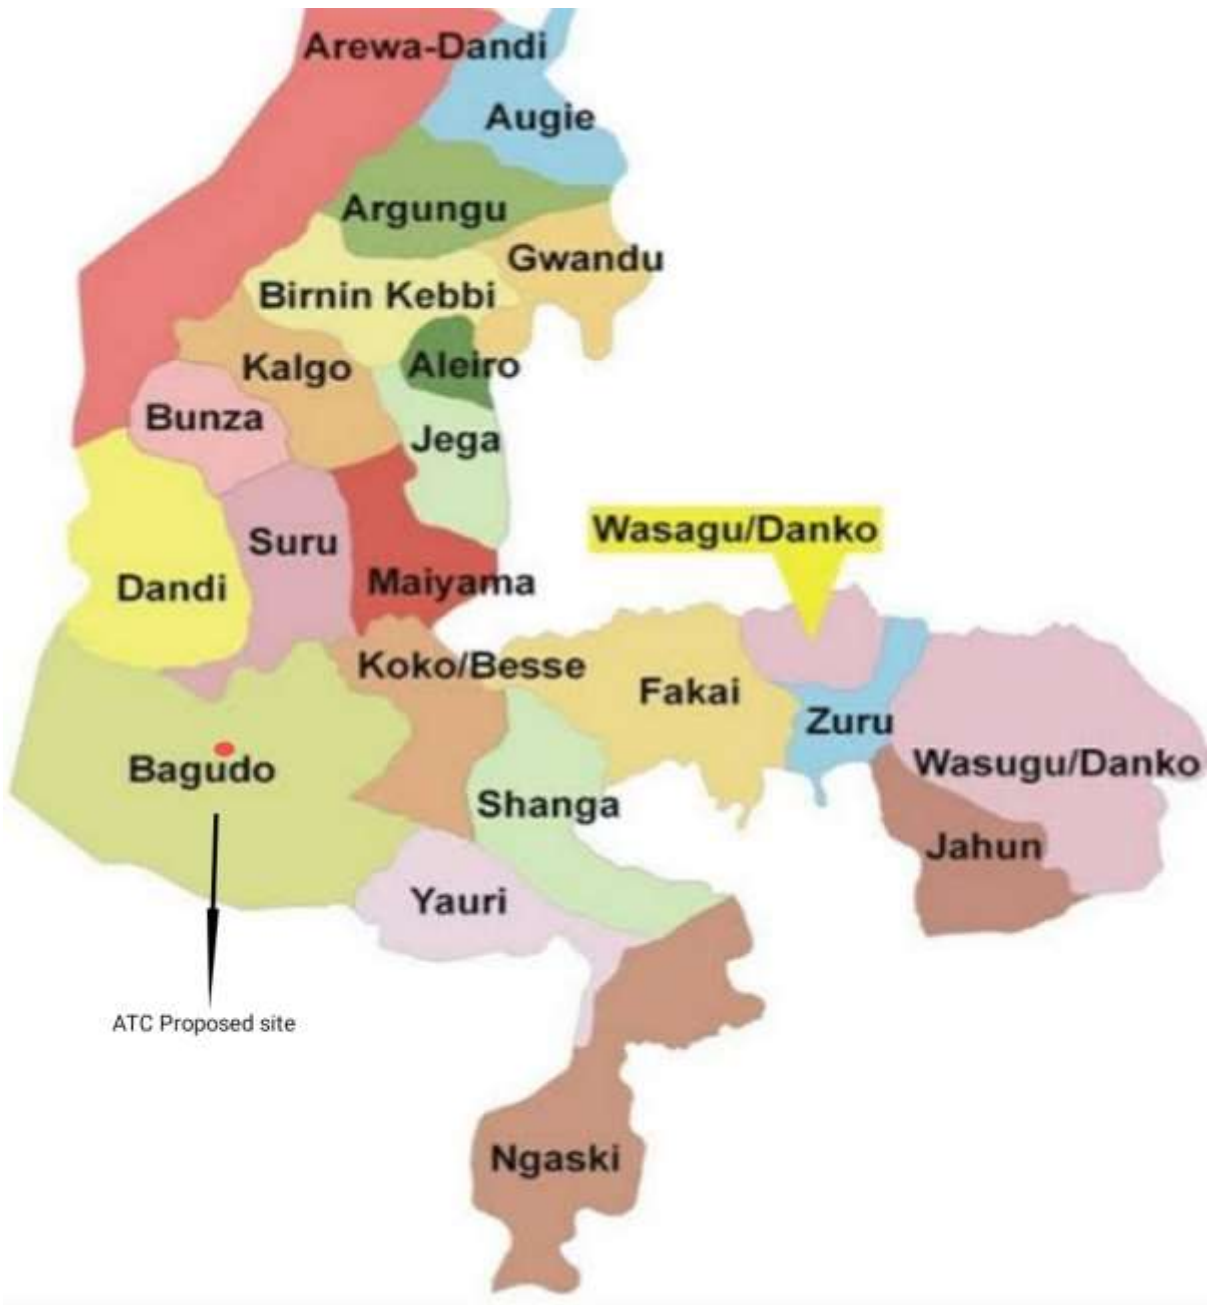 Arewa-Dandi
Augie
Argungu
Gwandu
Birnin Kebbi
Kalgo
Aleiro
Bunza
Jega
Wasagu/Danko
Suru
Dandi
Maiyama
Koko/Besse
Fakai
Zuru
Wasugu/Danko
Bagudo
Shanga
Jahun
Yauri
ATC Proposed site
Ngaski